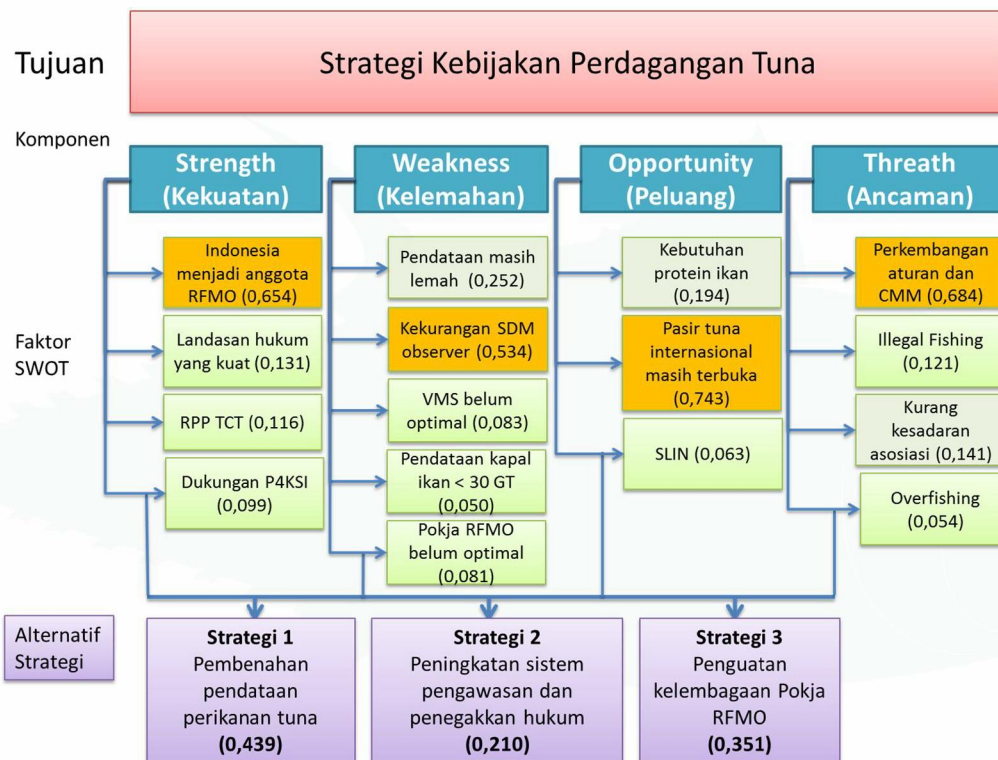 Tujuan
Strategi Kebijakan Perdagangan Tuna
Komponen
Strength
(Kekuatan)
Weakness
(Kelemahan)
Opportunity
(Peluang)
Threath
(Ancaman)
Faktor
SWOT
Indonesia
menjadi anggota
RFMO (0,654)
Landasan hukum
yang kuat (0,131)
RPP TCT (0,116)
Dukungan P4KSI
(0,099)
Pendataan masih
lemah (0,252)
Kekurangan SDM
observer (0,534)
VMS belum
optimal (0,083)
Pendataan kapal
ikan < 30 GT
(0,050)
Pokja RFMO
belum optimal
(0,081)
Kebutuhan
protein ikan
(0,194)
Pasir tuna
internasional
masih terbuka
(0,743)
SLIN (0,063)
Perkembangan
aturan dan
CMM (0,684)
Illegal Fishing
(0,121)
Kurang
kesadaran
asosiasi (0,141)
Overfishing
(0,054)
Alternatif
Strategi
Strategi 1
Pembenahan
pendataan
perikanan tuna
(0,439)
Strategi 2
Peningkatan sistem
pengawasan dan
penegakkan hukum
(0,210)
Strategi 3
Penguatan
kelembagaan Pokja
RFMO
(0,351)